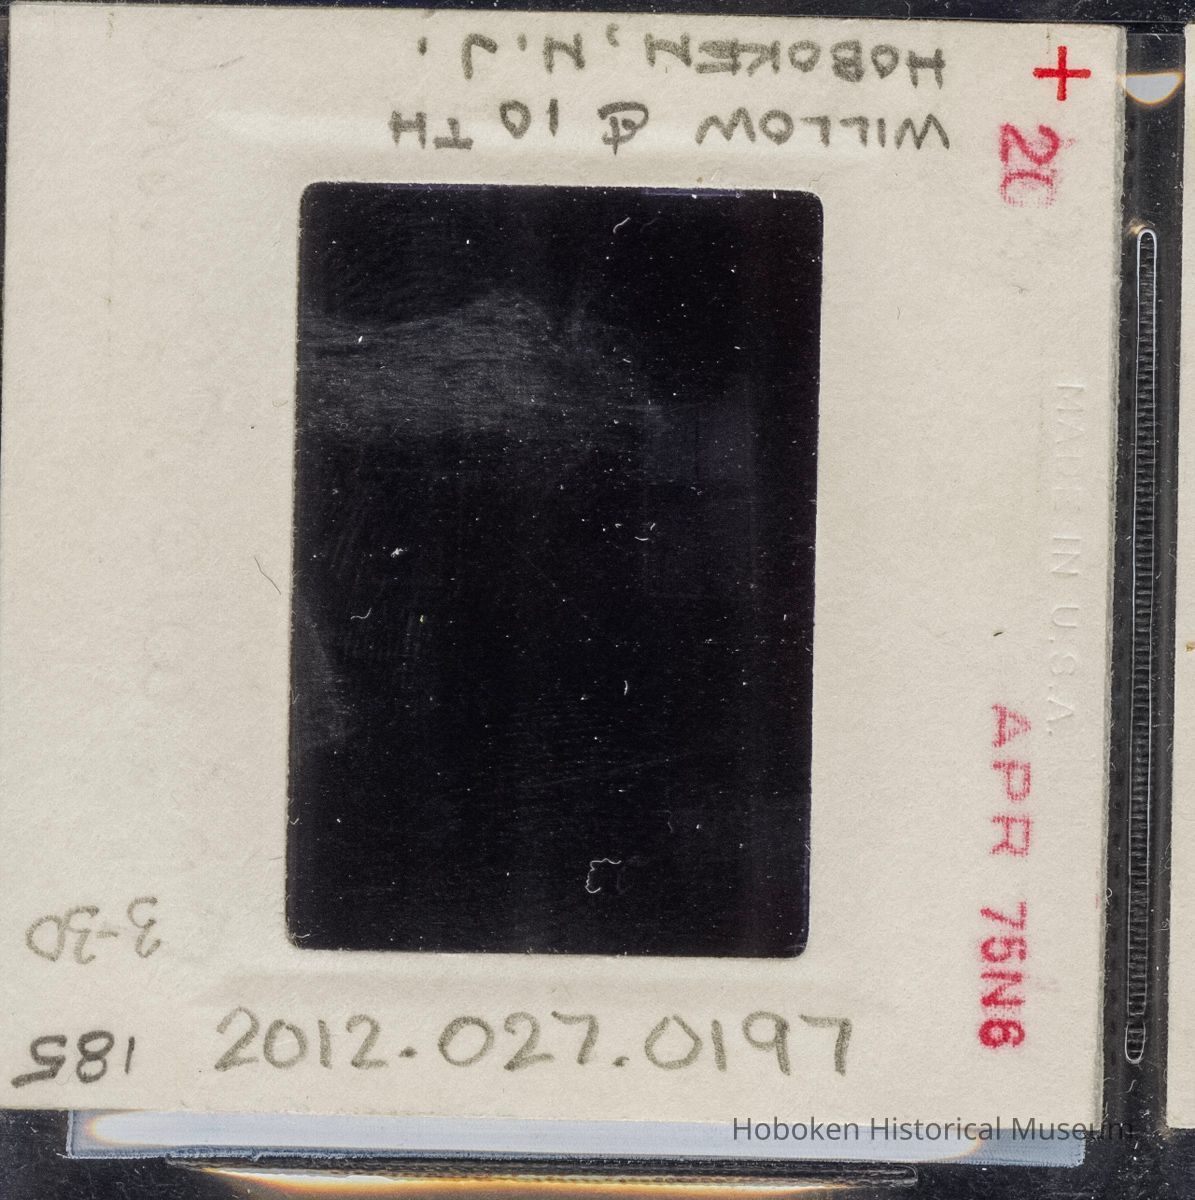 WILLOW @ 10TH
HOBOKEN, N.J.
+
20
MADE IN U.S.A.
APR 75N6
3-30
185
2012.027.0197
Hoboken Historical Museum